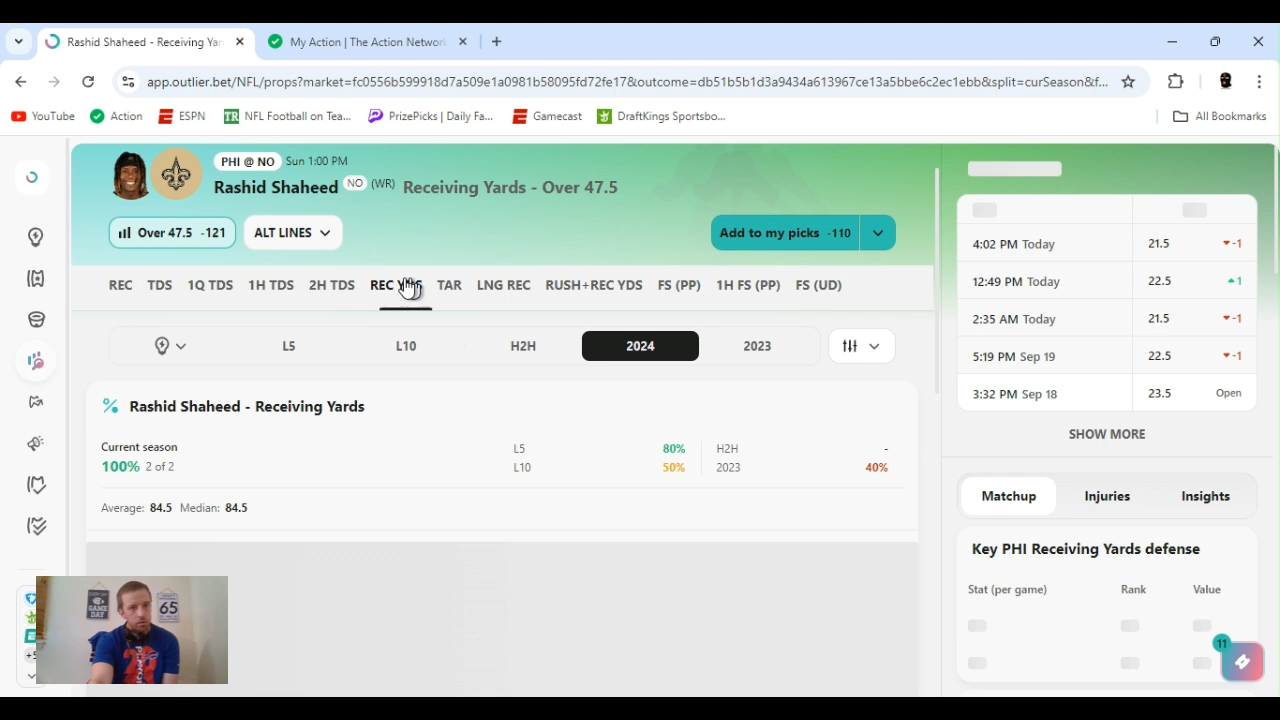 Rashid Shaheed - Receiving Yar
My Action | The Action Network
app.outlier.bet/NFL/props?market=fc0556b599918d7a509e1a0981b58095fd72fe17&outcome=db51b5b1d3a9434a613967ce13a5bbe6c2ec1ebb&split=curSeason&f...
YouTube Action ESPN NFL Football on Tea... PrizePicks | Daily Fa... Gamecast DraftKings Sportsbo... All Bookmarks
PHI @ NO Sun 1:00 PM
Rashid Shaheed NO (WR) Receiving Yards - Over 47.5
Over 47.5 -121 ALT LINES Add to my picks -110
REC TDS 1Q TDS 1H TDS 2H TDS REC YDS TAR LNG REC RUSH+REC YDS FS (PP) 1H FS (PP) FS (UD)
L5 L10 H2H 2024 2023
Rashid Shaheed - Receiving Yards
Current season L5 80% H2H -
100% 2 of 2 L10 50% 2023 40%
Average: 84.5 Median: 84.5
4:02 PM Today 21.5 -1
12:49 PM Today 22.5 1
2:35 AM Today 21.5 -1
5:19 PM Sep 19 22.5 -1
3:32 PM Sep 18 23.5 Open
SHOW MORE
Matchup Injuries Insights
Key PHI Receiving Yards defense
Stat (per game) Rank Value
11
+5
GAME DAY
65